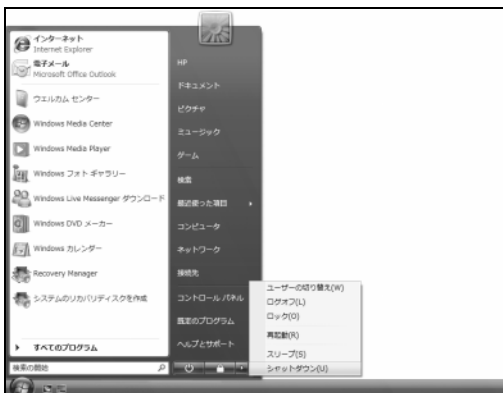 インターネット
Internet Explorer
電子メール
Microsoft Office Outlook
ウエルカム センター
Windows Media Center
Windows Media Player
Windows フォト ギャラリー
Windows Live Messenger ダウンロード
Windows DVD メーカー
Windows カレンダー
Recovery Manager
システムのリカバリディスクを作成
すべてのプログラム
検索の開始
HP
ドキュメント
ピクチャ
ミュージック
ゲーム
検索
最近使った項目
コンピュータ
ネットワーク
接続先
コントロール パネル
既定のプログラム
ヘルプとサポート
ユーザーの切り替え(W)
ログオフ(L)
ロック(O)
再起動(R)
スリープ(S)
シャットダウン(U)